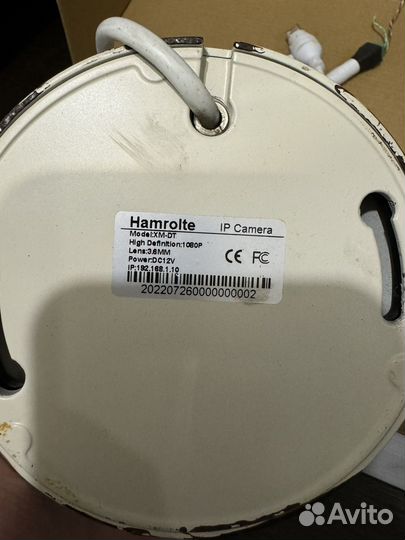 Hamrolte IP Camera
Model:XM-DT
High Definition:1080P
Lens:3.6MM
Power:DC12V
IP:192.168.1.10
CE FC
202207260000000002
Avito